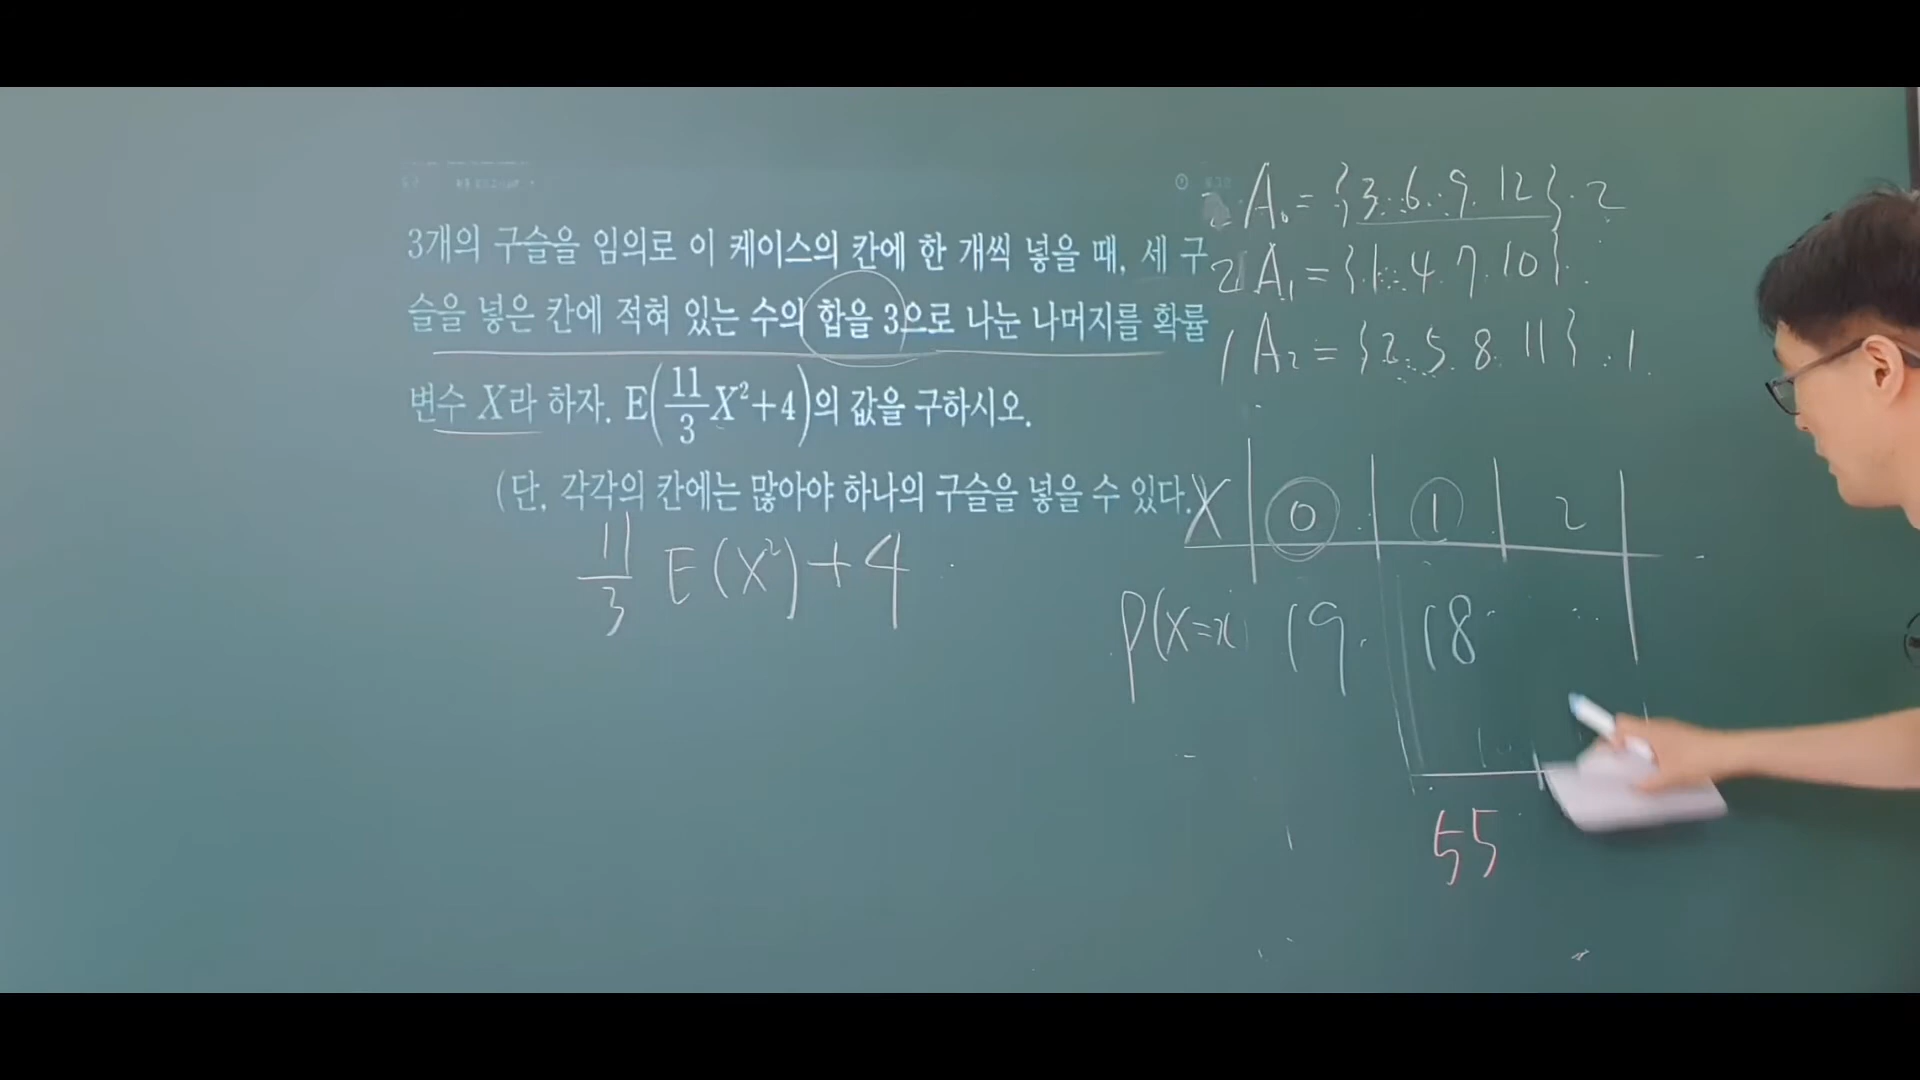 3개의 구슬을 임의로 이 케이스의 칸에 한 개씩 넣을 때, 세 구
슬을 넣은 칸에 적혀 있는 수의 합을 3으로 나눈 나머지를 확률
변수 X라 하자. E(11/3 X²+4)의 값을 구하시오.
(단, 각각의 칸에는 많아야 하나의 구슬을 넣을 수 있다.
11/3 E(X²)+4
2 A₀ = {3. 6. 9. 12} 2
2 A₁ = {1. 4 7. 10}
1 A₂ = {2. 5. 8. 11} 1
X 0 1 2
P(X=x) 19 18
55